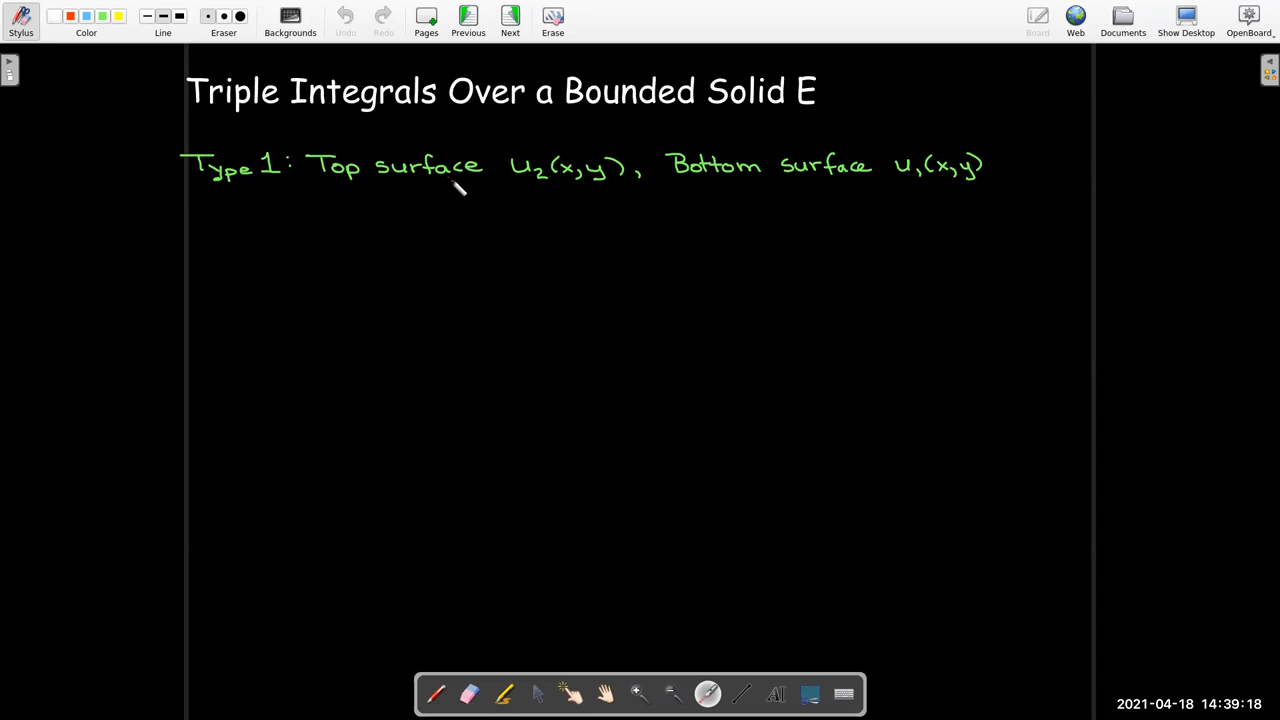 Stylus Color Line Eraser Backgrounds Undo Redo Pages Previous Next Erase Board Web Documents Show Desktop OpenBoard
Triple Integrals Over a Bounded Solid E
Type 1: Top surface u₂(x,y), Bottom surface u₁(x,y)
AI
2021-04-18 14:39:18